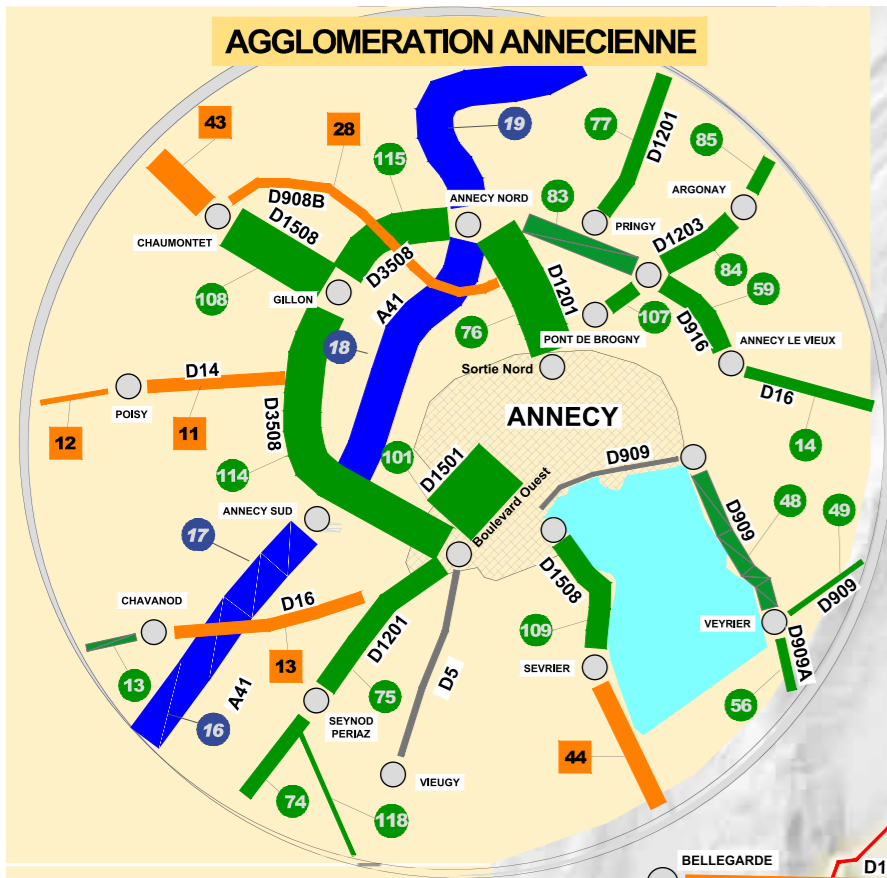 AGGLOMERATION ANNECIENNE
43
28
19
77
D1201
85
115
ANNECY NORD
ARGONAY
83
D908B
D1508
PRINGY
CHAUMONTET
D1203
D3508
84
59
108
GILLON
A41
D1201
107
76
PONT DE BROGNY
D916
ANNECY LE VIEUX
18
Sortie Nord
D14
D16
POISY
ANNECY
12
11
D3508
14
101
D1501
D909
114
Boulevard Ouest
D909
48
49
ANNECY SUD
17
D1508
CHAVANOD
D16
D909
VEYRIER
109
D1201
13
13
D5
SEVRIER
D909A
75
A41
56
16
SEYNOD
PERIAZ
44
VIEUGY
74
118
BELLEGARDE
D1